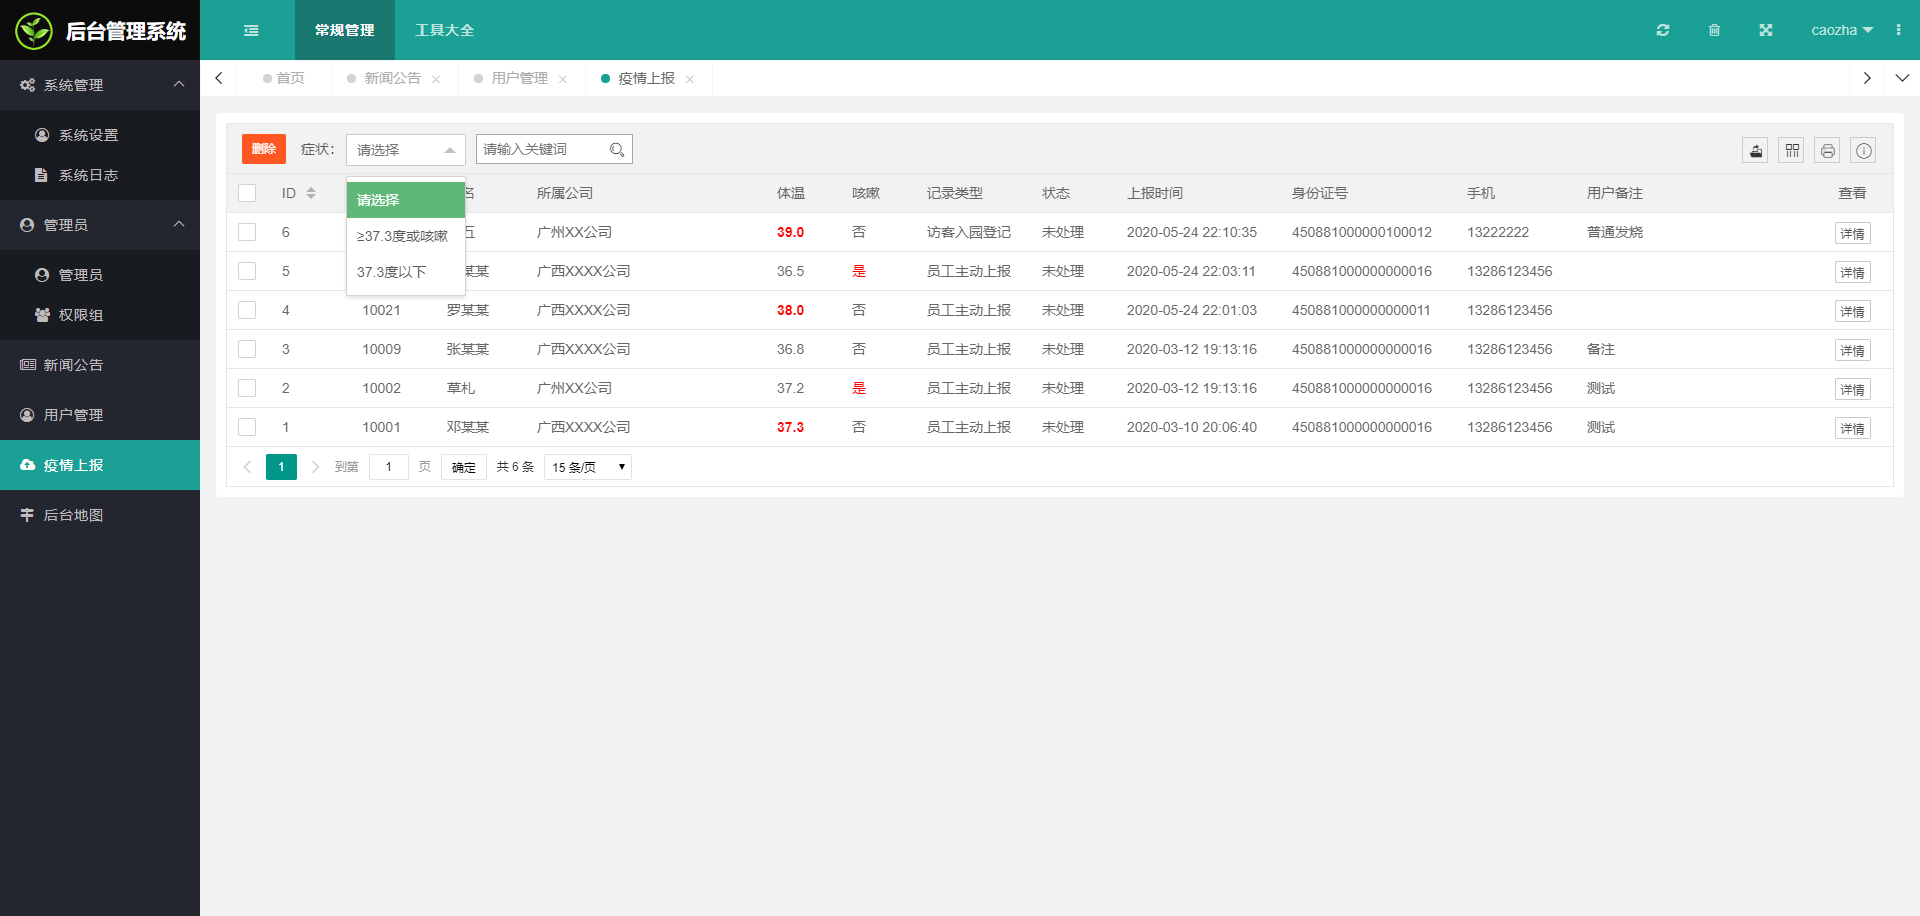 后台管理系统
常规管理
工具大全
caozha
系统管理
系统设置
系统日志
管理员
管理员
权限组
新闻公告
用户管理
疫情上报
后台地图
首页
新闻公告
用户管理
疫情上报
删除 症状： 请选择 请输入关键词
请选择
≥37.3度或咳嗽
37.3度以下
ID 名 所属公司 体温 咳嗽 记录类型 状态 上报时间 身份证号 手机 用户备注 查看
6 五 广州XX公司 39.0 否 访客入园登记 未处理 2020-05-24 22:10:35 450881000000100012 13222222 普通发烧 详情
5 某某 广西XXXX公司 36.5 是 员工主动上报 未处理 2020-05-24 22:03:11 450881000000000016 13286123456 详情
4 10021 罗某某 广西XXXX公司 38.0 否 员工主动上报 未处理 2020-05-24 22:01:03 450881000000000011 13286123456 详情
3 10009 张某某 广西XXXX公司 36.8 否 员工主动上报 未处理 2020-03-12 19:13:16 450881000000000016 13286123456 备注 详情
2 10002 草札 广州XX公司 37.2 是 员工主动上报 未处理 2020-03-12 19:13:16 450881000000000016 13286123456 测试 详情
1 10001 邓某某 广西XXXX公司 37.3 否 员工主动上报 未处理 2020-03-10 20:06:40 450881000000000016 13286123456 测试 详情
1 到第 1 页 确定 共 6 条 15 条/页